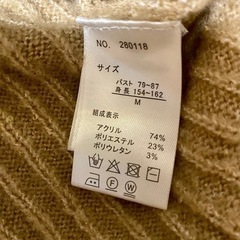 NO. 280118
サイズ
バスト 79~87
身長 154~162
M
組成表示
アクリル 74%
ポリエステル 23%
ポリウレタン 3%